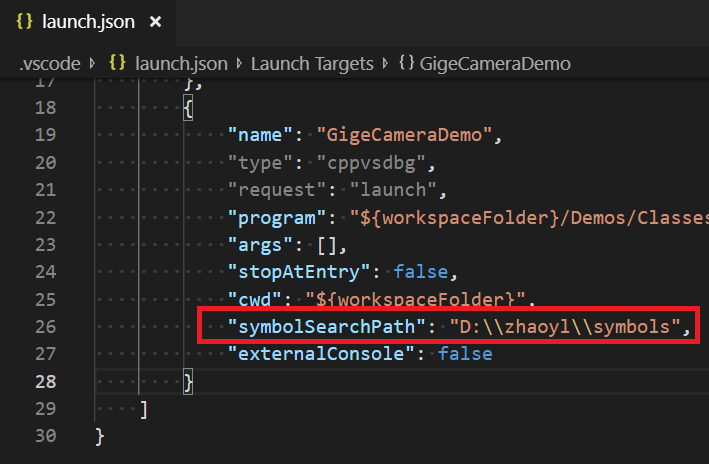 {} launch.json ×
.vscode > {} launch.json > Launch Targets > {} GigeCameraDemo
17 },
18 {
19 "name": "GigeCameraDemo",
20 "type": "cppvsdbg",
21 "request": "launch",
22 "program": "${workspaceFolder}/Demos/Classes
23 "args": [],
24 "stopAtEntry": false,
25 "cwd": "${workspaceFolder}",
26 "symbolSearchPath": "D:\\zhaoyl\\symbols",
27 "externalConsole": false
28 }
29 ]
30 }